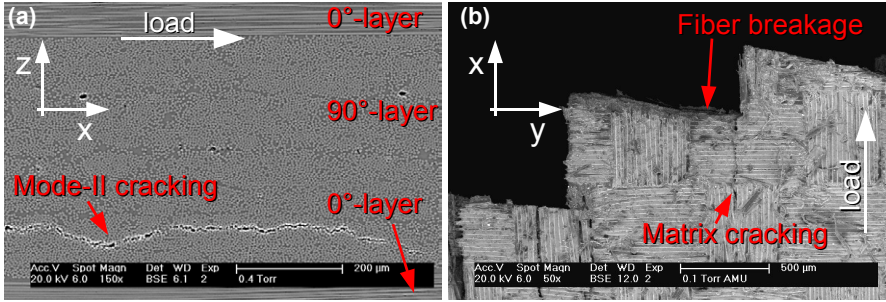 (a)
load
0°-layer
z
x
90°-layer
Mode-II cracking
0°-layer
Acc.V Spot Magn Det WD Exp 200 µm
20.0 kV 6.0 150x BSE 6.1 2 0.4 Torr
(b)
Fiber breakage
x
y
load
Matrix cracking
Acc.V Spot Magn Det WD Exp 500 µm
20.0 kV 6.0 50x BSE 12.0 2 0.1 Torr AMU